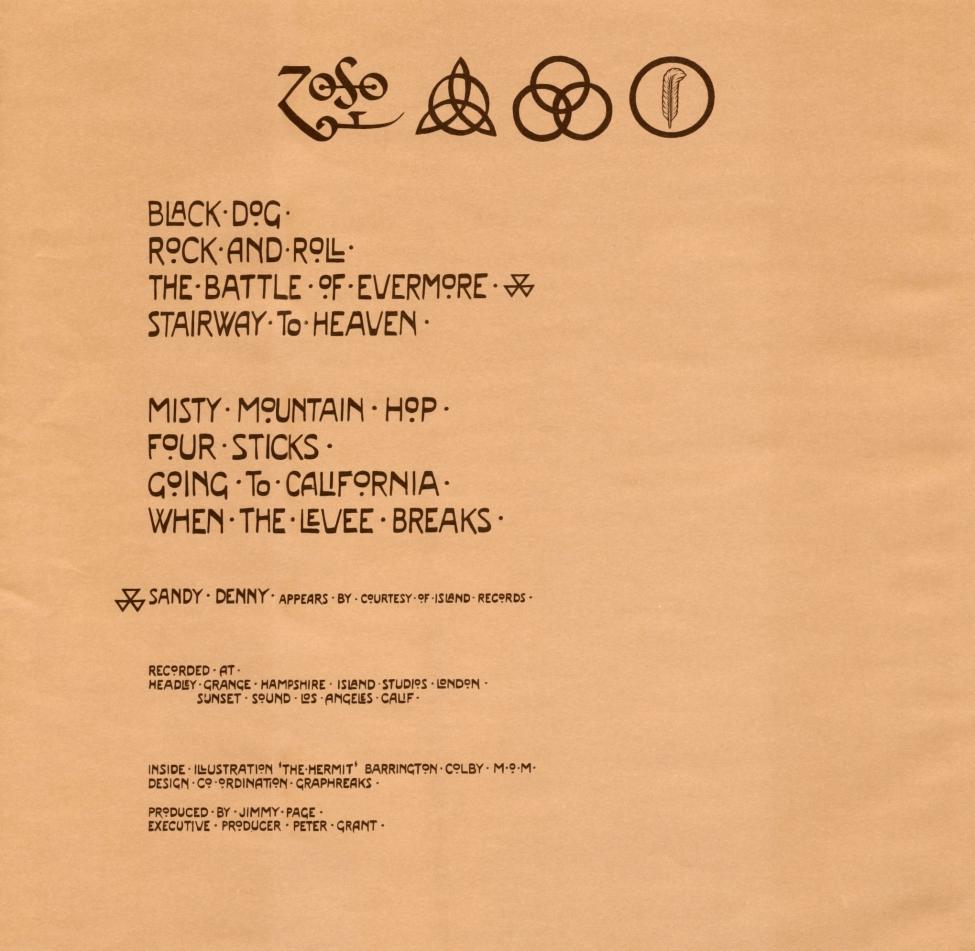 ZOSO
BLACK·DOG·
ROCK·AND·ROLL·
THE·BATTLE·OF·EVERMORE·
STAIRWAY·To·HEAVEN·
MISTY·MOUNTAIN·HOP·
FOUR·STICKS·
GOING·To·CALIFORNIA·
WHEN·THE·LEVEE·BREAKS·
SANDY·DENNY·APPEARS·BY·COURTESY·OF·ISLAND·RECORDS·
RECORDED·AT·
HEADLEY·GRANGE·HAMPSHIRE·ISLAND·STUDIOS·LONDON·
SUNSET·SOUND·LOS·ANGELES·CALIF·
INSIDE·ILLUSTRATION 'THE·HERMIT' BARRINGTON·COLBY·M·O·M·
DESIGN·CO·ORDINATION·GRAPHREAKS·
PRODUCED·BY·JIMMY·PAGE·
EXECUTIVE·PRODUCER·PETER·GRANT·